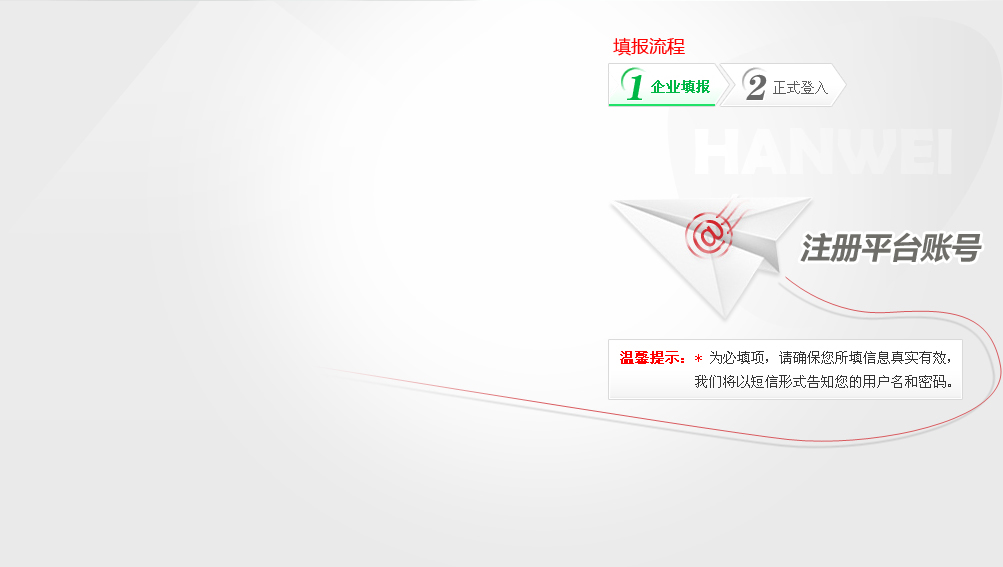 填报流程
1 企业填报 2 正式登入
HANWEI
@
注册平台账号
温馨提示：* 为必填项，请确保您所填信息真实有效，
我们将以短信形式告知您的用户名和密码。